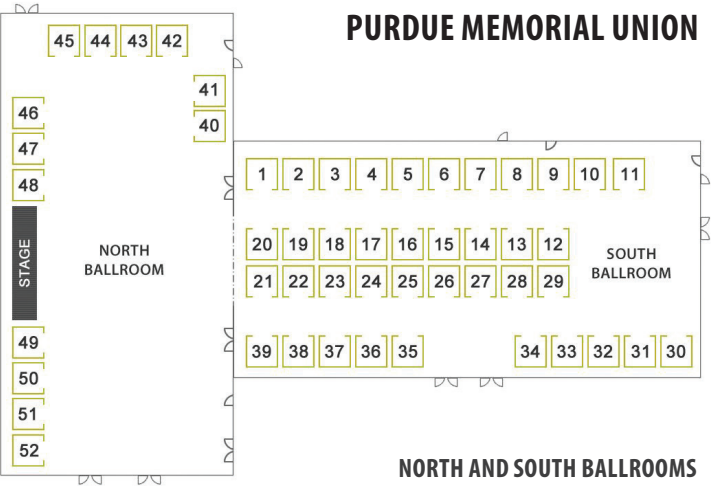 PURDUE MEMORIAL UNION
45 44 43 42
41
40
46
47
48
STAGE
NORTH
BALLROOM
49
50
51
52
1 2 3 4 5 6 7 8 9 10 11
20 19 18 17 16 15 14 13 12
21 22 23 24 25 26 27 28 29
SOUTH
BALLROOM
39 38 37 36 35 34 33 32 31 30
NORTH AND SOUTH BALLROOMS